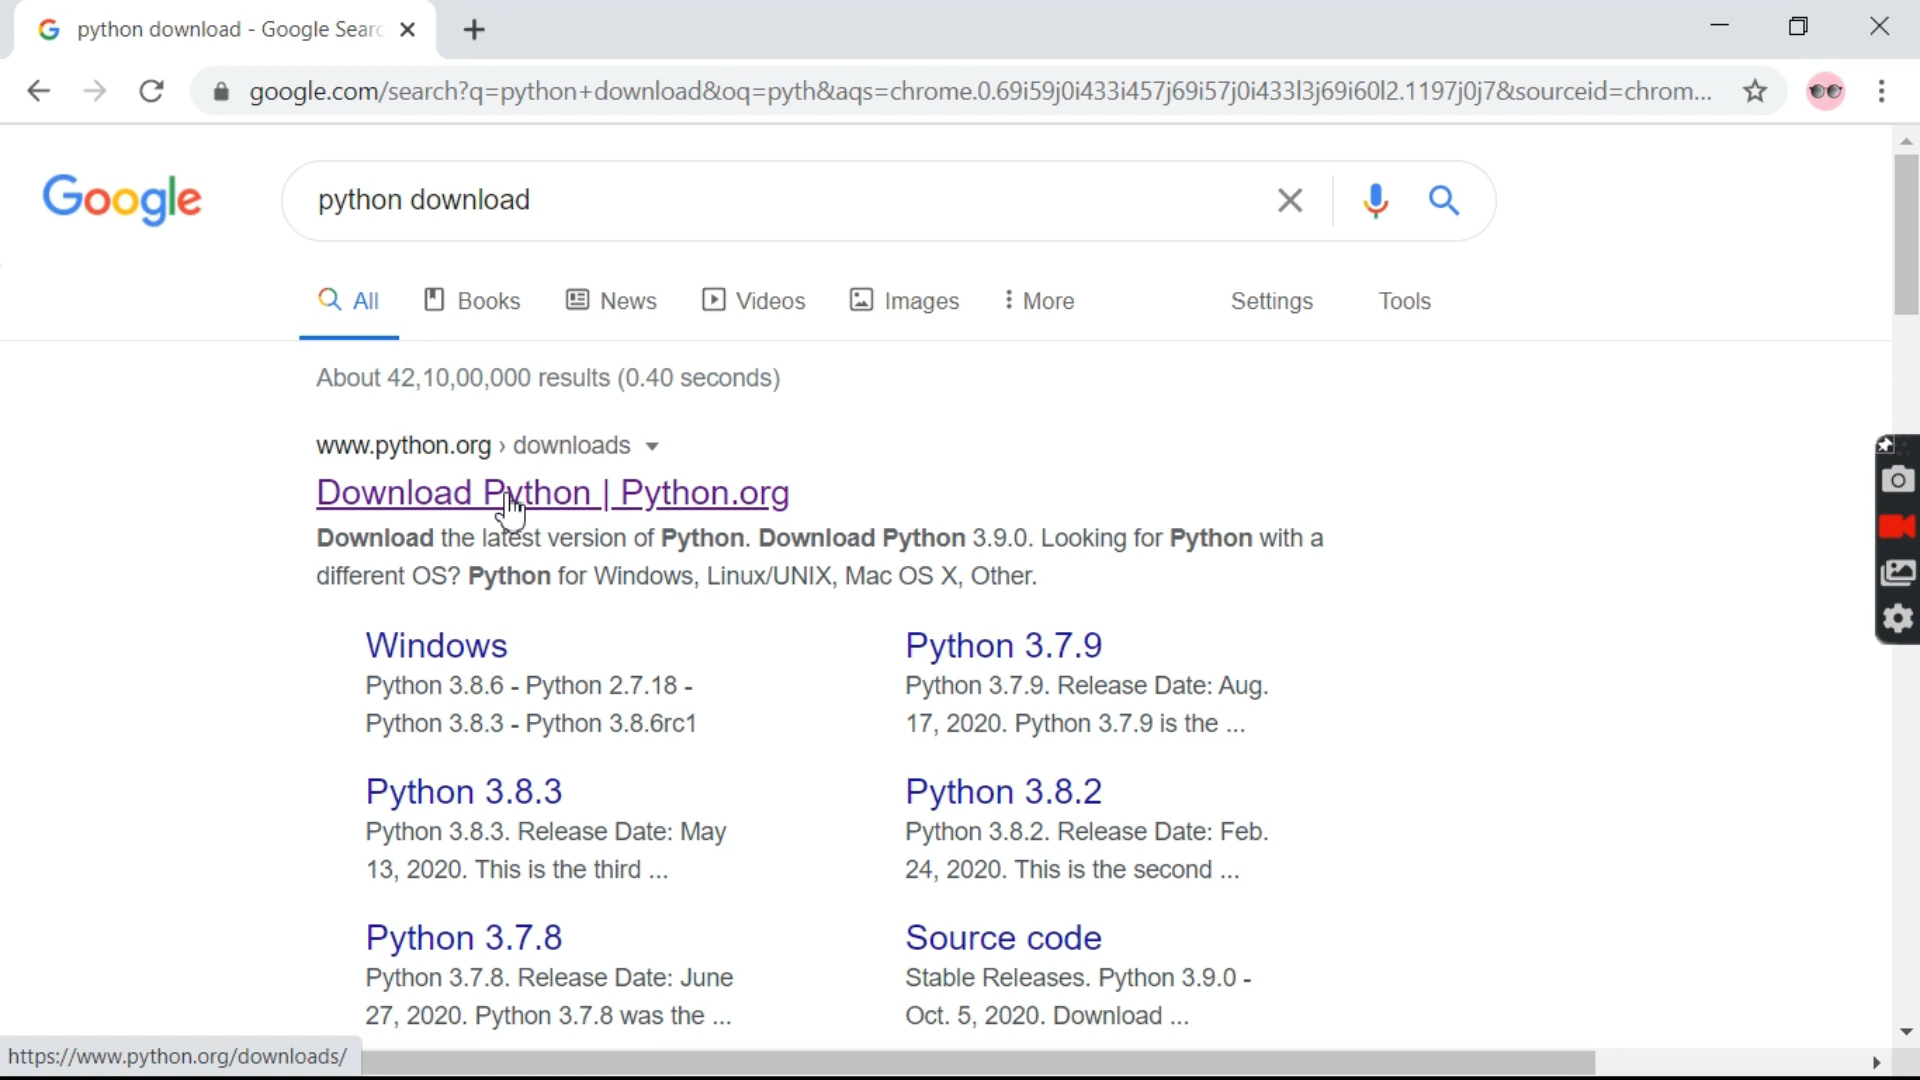 python download - Google Searc
google.com/search?q=python+download&oq=pyth&aqs=chrome.0.69i59j0i433i457j69i57j0i433l3j69i60l2.1197j0j7&sourceid=chrom...
Google
python download
All Books News Videos Images More Settings Tools
About 42,10,00,000 results (0.40 seconds)
www.python.org › downloads
Download Python | Python.org
Download the latest version of Python. Download Python 3.9.0. Looking for Python with a
different OS? Python for Windows, Linux/UNIX, Mac OS X, Other.
Windows
Python 3.8.6 - Python 2.7.18 -
Python 3.8.3 - Python 3.8.6rc1
Python 3.7.9
Python 3.7.9. Release Date: Aug.
17, 2020. Python 3.7.9 is the ...
Python 3.8.3
Python 3.8.3. Release Date: May
13, 2020. This is the third ...
Python 3.8.2
Python 3.8.2. Release Date: Feb.
24, 2020. This is the second ...
Python 3.7.8
Python 3.7.8. Release Date: June
27, 2020. Python 3.7.8 was the ...
Source code
Stable Releases. Python 3.9.0 -
Oct. 5, 2020. Download ...
https://www.python.org/downloads/